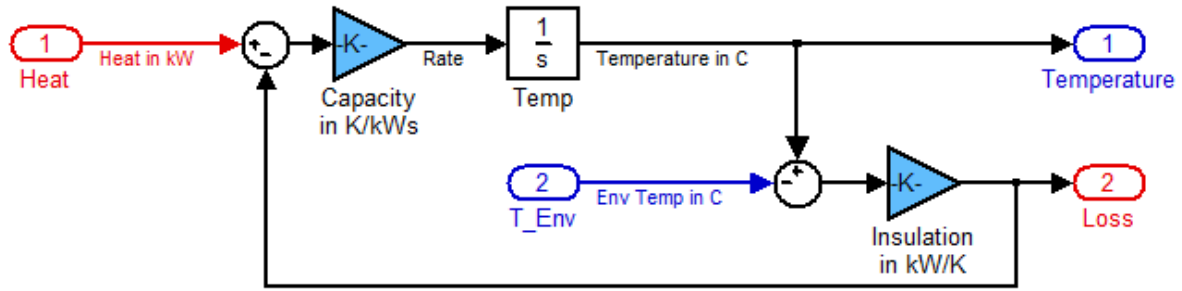 1
Heat
Heat in kW
+
-
-K-
Capacity
in K/kWs
Rate
1
s
Temp
Temperature in C
1
Temperature
2
T_Env
Env Temp in C
-
+
-K-
Insulation
in kW/K
2
Loss